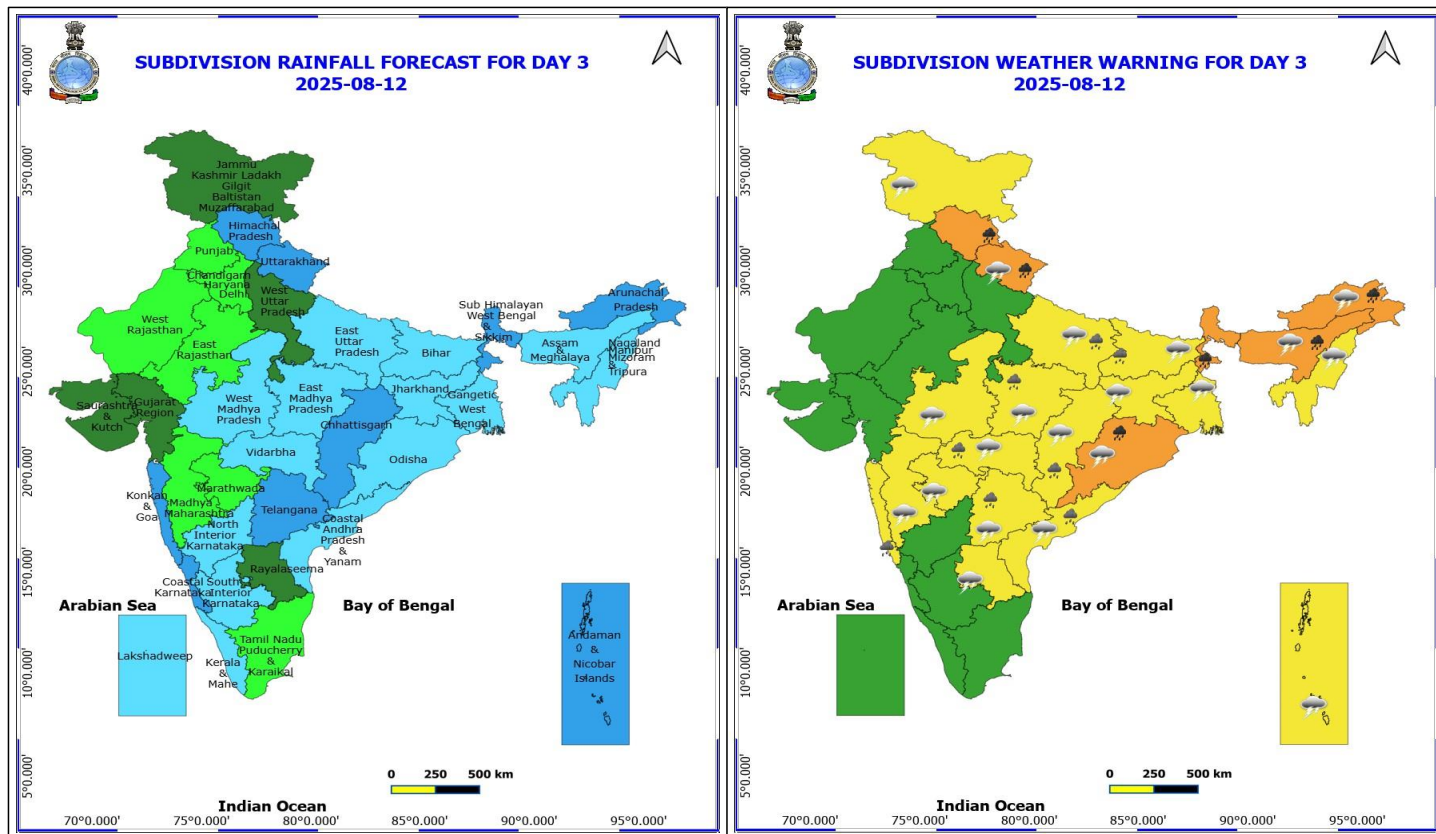 SUBDIVISION RAINFALL FORECAST FOR DAY 3
2025-08-12
40°0.000'
35°0.000'
30°0.000'
25°0.000'
20°0.000'
15°0.000'
10°0.000'
5°0.000'
Jammu
Kashmir Ladakh
Gilgit
Baltistan
Muzaffarabad
Himachal
Pradesh
Punjab
Uttarakhand
Chandigarh
Haryana
Delhi
West
Uttar
Pradesh
West
Rajasthan
East
Rajasthan
East
Uttar
Pradesh
Bihar
Sub Himalayan
West Bengal
&
Sikkim
Arunachal
Pradesh
Assam
&
Meghalaya
Nagaland
Manipur
Mizoram
&
Tripura
Saurashtra
&
Kutch
Gujarat
Region
West
Madhya
Pradesh
East
Madhya
Pradesh
Jharkhand
Gangetic
West
Bengal
Chhattisgarh
Vidarbha
Odisha
Konkan
&
Goa
Madhya
Maharashtra
Marathwada
Telangana
North
Interior
Karnataka
Coastal
Andhra
Pradesh
&
Yanam
Rayalaseema
Coastal
Karnataka
South
Interior
Karnataka
Arabian Sea
Bay of Bengal
Lakshadweep
Tamil Nadu
Puducherry
&
Karaikal
Kerala
&
Mahe
Andaman
&
Nicobar
Islands
0 250 500 km
Indian Ocean
70°0.000' 75°0.000' 80°0.000' 85°0.000' 90°0.000' 95°0.000'
SUBDIVISION WEATHER WARNING FOR DAY 3
2025-08-12
40°0.000'
35°0.000'
30°0.000'
25°0.000'
20°0.000'
15°0.000'
10°0.000'
5°0.000'
Arabian Sea
Bay of Bengal
0 250 500 km
Indian Ocean
70°0.000' 75°0.000' 80°0.000' 85°0.000' 90°0.000' 95°0.000'